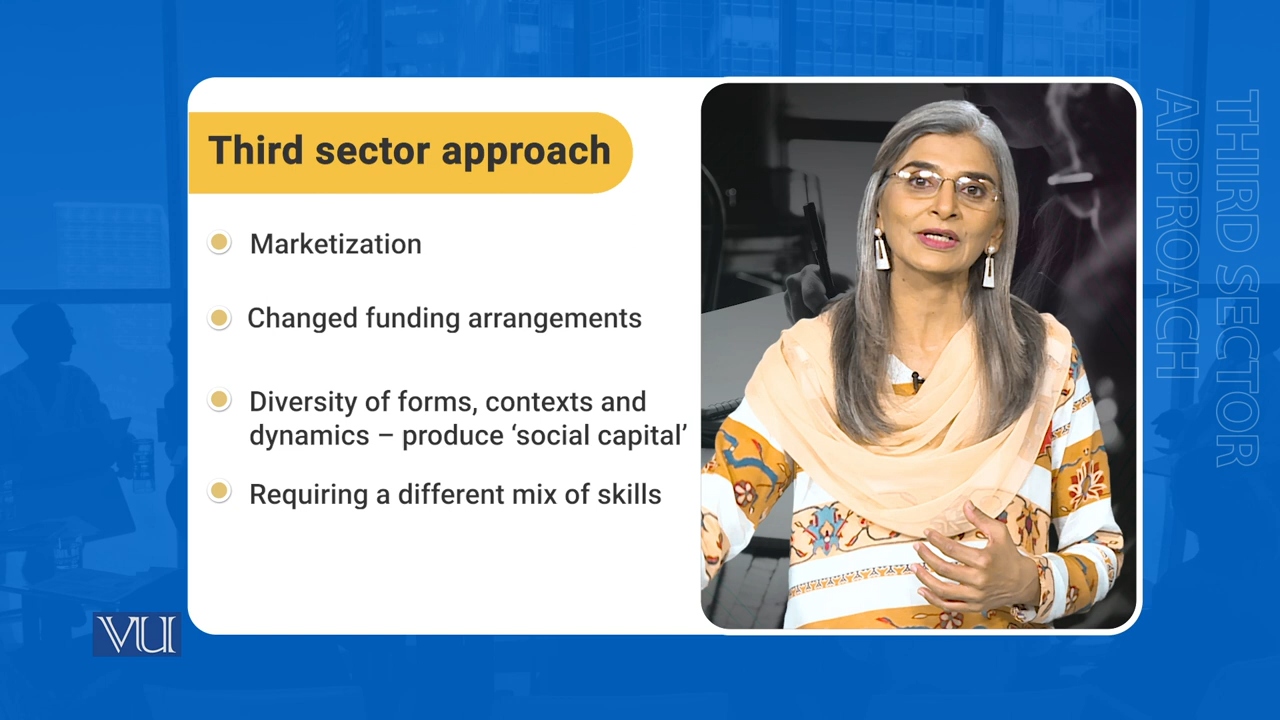 Third sector approach
Marketization
Changed funding arrangements
Diversity of forms, contexts and
dynamics – produce ‘social capital’
Requiring a different mix of skills
THIRD SECTOR
APPROACH
VU